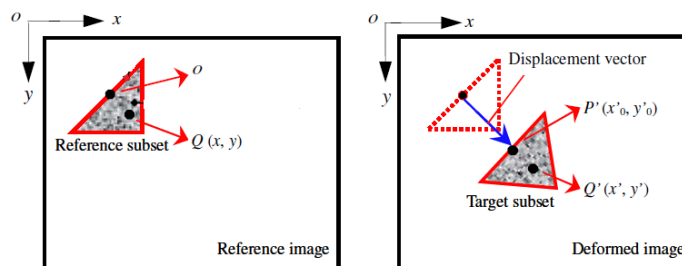 o x
y
O
Q (x, y)
Reference subset
Reference image
o x
y
Displacement vector
P' (x'₀, y'₀)
Q' (x', y')
Target subset
Deformed image